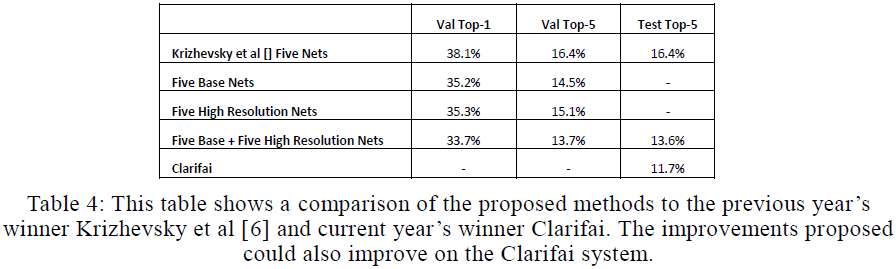 Val Top-1 Val Top-5 Test Top-5
Krizhevsky et al [] Five Nets 38.1% 16.4% 16.4%
Five Base Nets 35.2% 14.5% -
Five High Resolution Nets 35.3% 15.1% -
Five Base + Five High Resolution Nets 33.7% 13.7% 13.6%
Clarifai - - 11.7%
Table 4: This table shows a comparison of the proposed methods to the previous year's
winner Krizhevsky et al [6] and current year's winner Clarifai. The improvements proposed
could also improve on the Clarifai system.